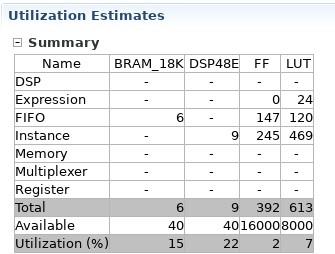 Utilization Estimates
Summary
Name BRAM_18K DSP48E FF LUT
DSP - - - -
Expression - - 0 24
FIFO 6 - 147 120
Instance - 9 245 469
Memory - - - -
Multiplexer - - - -
Register - - - -
Total 6 9 392 613
Available 40 40 16000 8000
Utilization (%) 15 22 2 7